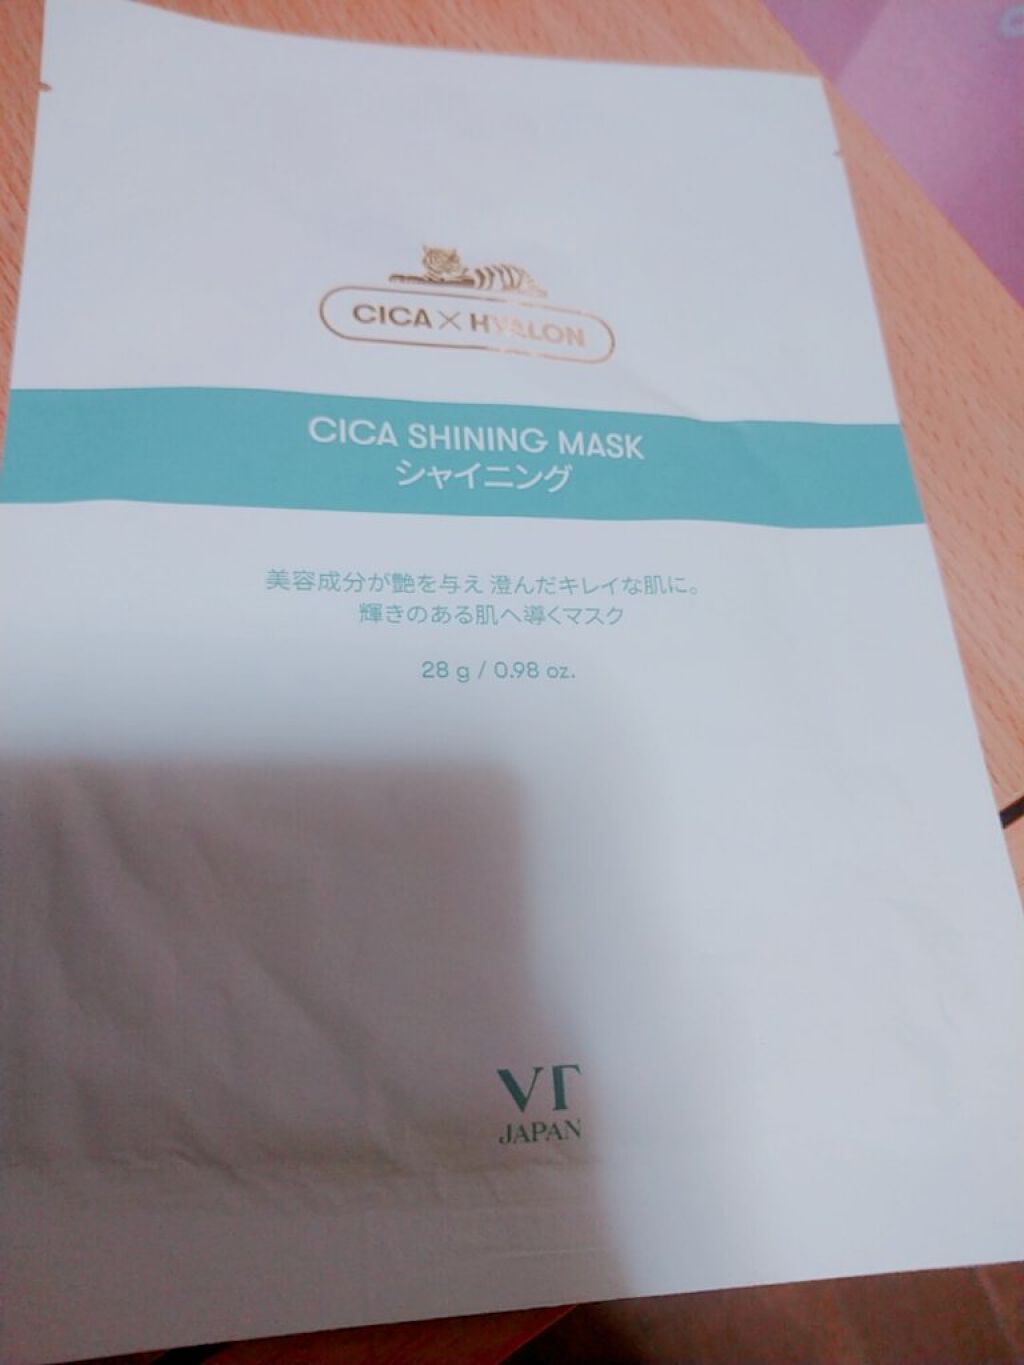 CICA × HYALON
CICA SHINING MASK
シャイニング
美容成分が艶を与え 澄んだキレイな肌に。
輝きのある肌へ導くマスク
28 g / 0.98 oz.
VT
JAPAN